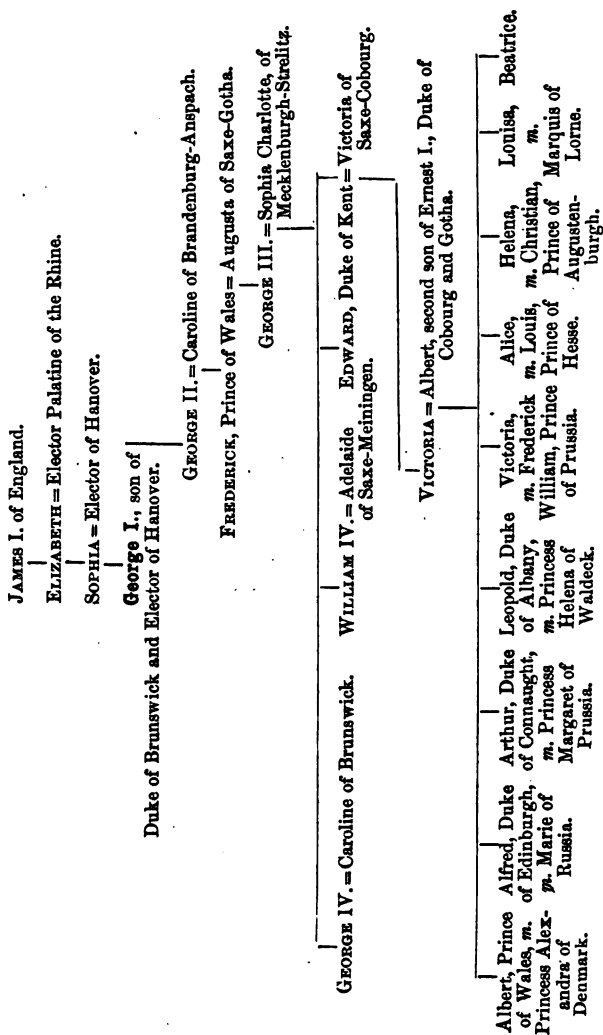 JAMES I. of England.
ELIZABETH = Elector Palatine of the Rhine.
SOPHIA = Elector of Hanover.
George I., son of
Duke of Brunswick and Elector of Hanover.
GEORGE II. = Caroline of Brandenburg-Anspach.
FREDERICK, Prince of Wales = Augusta of Saxe-Gotha.
GEORGE III. = Sophia Charlotte, of
Mecklenburgh-Strelitz.
GEORGE IV. = Caroline of Brunswick.
WILLIAM IV. = Adelaide
of Saxe-Meiningen.
EDWARD, Duke of Kent = Victoria of
Saxe-Cobourg.
VICTORIA = Albert, second son of Ernest I., Duke of
Cobourg and Gotha.
Albert, Prince
of Wales, m.
Princess Alex-
andra of
Denmark.
Alfred, Duke
of Edinburgh,
m. Marie of
Russia.
Arthur, Duke
of Connaught,
m. Princess
Margaret of
Prussia.
Leopold, Duke
of Albany,
m. Princess
Helena of
Waldeck.
Victoria,
m. Frederick
William, Prince
of Prussia.
Alice,
m. Louis,
Prince of
Hesse.
Helena,
m. Christian,
Prince of
Augusten-
burgh.
Louisa,
m.
Marquis of
Lorne.
Beatrice.